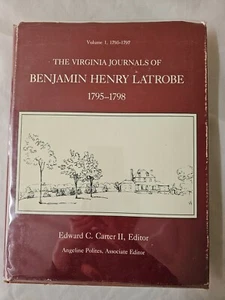 Volume 1, 1795–1797
THE VIRGINIA JOURNALS OF
BENJAMIN HENRY LATROBE
1795–1798
Edward C. Carter II, Editor
Angeline Polites, Associate Editor